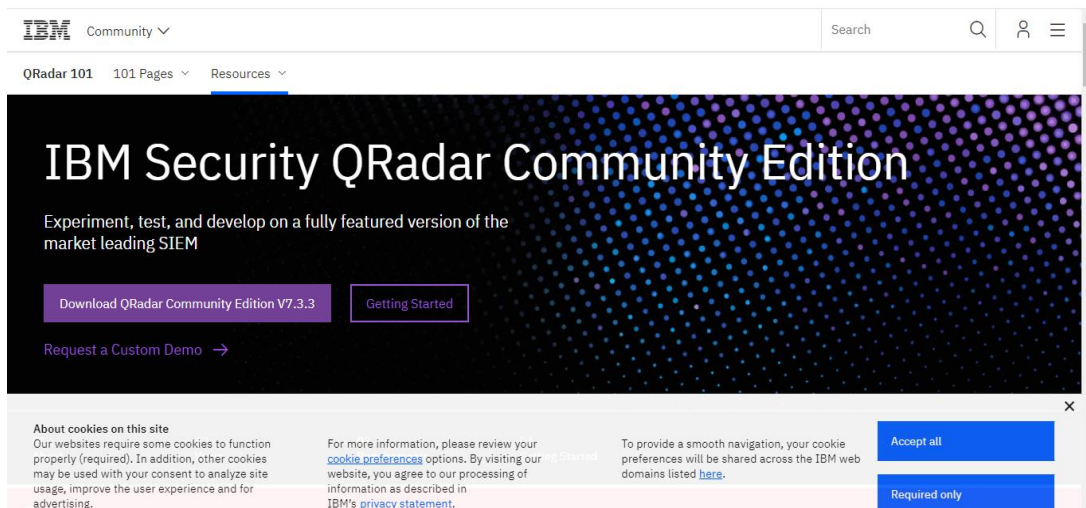 IBM Community
Search
QRadar 101 101 Pages Resources
IBM Security QRadar Community Edition
Experiment, test, and develop on a fully featured version of the
market leading SIEM
Download QRadar Community Edition V7.3.3
Getting Started
Request a Custom Demo →
About cookies on this site
Our websites require some cookies to function
properly (required). In addition, other cookies
may be used with your consent to analyze site
usage, improve the user experience and for
advertising.
For more information, please review your
cookie preferences options. By visiting our
website, you agree to our processing of
information as described in
IBM's privacy statement.
To provide a smooth navigation, your cookie
preferences will be shared across the IBM web
domains listed here.
Accept all
Required only